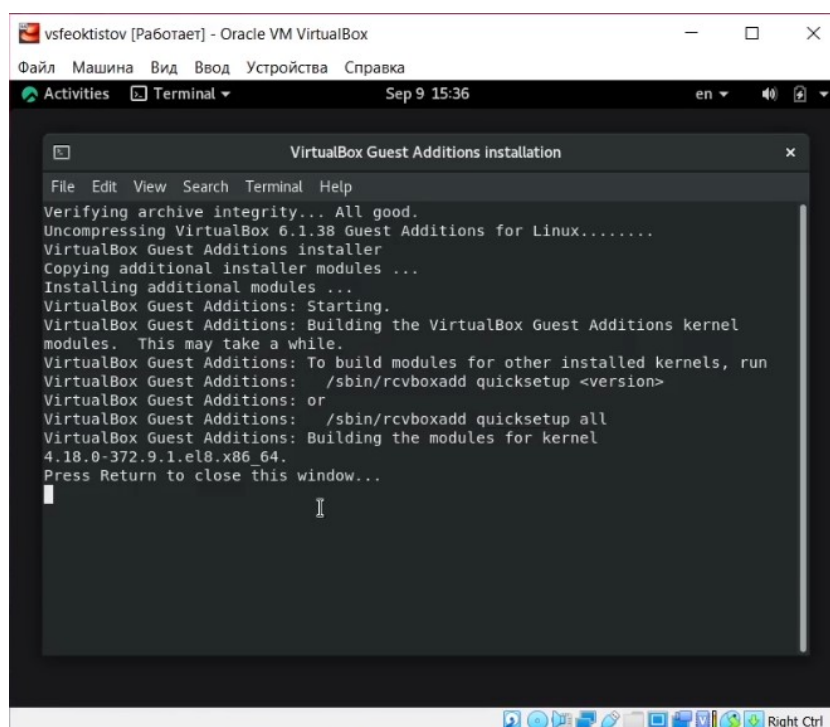 vsfeoktistov [Работает] - Oracle VM VirtualBox
Файл Машина Вид Ввод Устройства Справка
Activities Terminal Sep 9 15:36 en
VirtualBox Guest Additions installation
File Edit View Search Terminal Help
Verifying archive integrity... All good.
Uncompressing VirtualBox 6.1.38 Guest Additions for Linux........
VirtualBox Guest Additions installer
Copying additional installer modules ...
Installing additional modules ...
VirtualBox Guest Additions: Starting.
VirtualBox Guest Additions: Building the VirtualBox Guest Additions kernel
modules.  This may take a while.
VirtualBox Guest Additions: To build modules for other installed kernels, run
VirtualBox Guest Additions:   /sbin/rcvboxadd quicksetup <version>
VirtualBox Guest Additions: or
VirtualBox Guest Additions:   /sbin/rcvboxadd quicksetup all
VirtualBox Guest Additions: Building the modules for kernel
4.18.0-372.9.1.el8.x86_64.
Press Return to close this window...
Right Ctrl